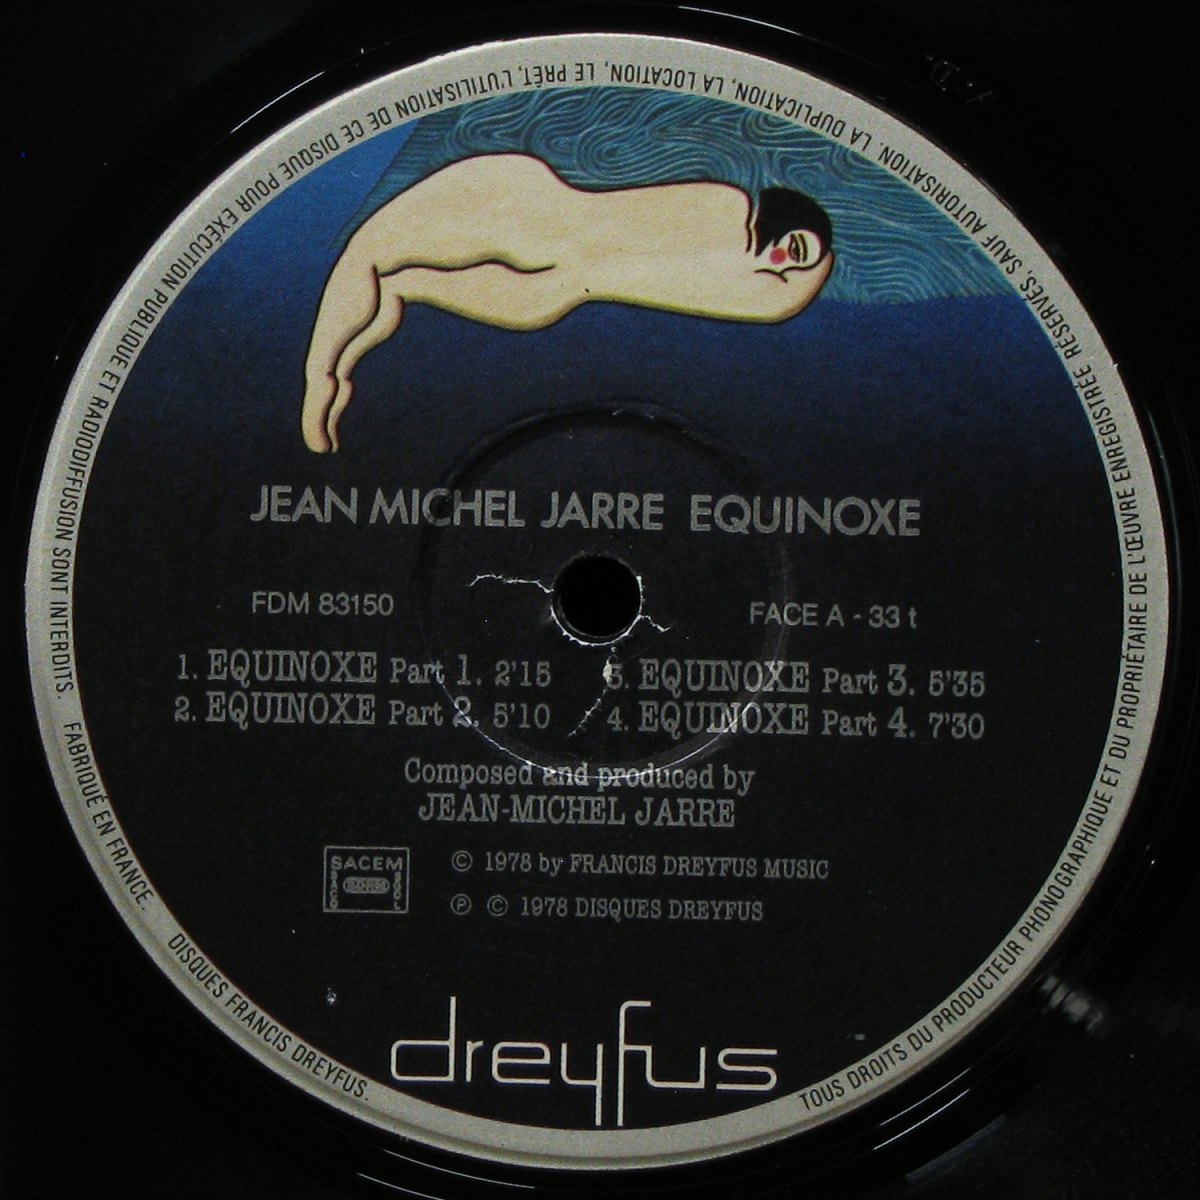 TOUS DROITS DU PRODUCTEUR PHONOGRAPHIQUE ET DU PROPRIÉTAIRE DE L'ŒUVRE ENREGISTRÉE RÉSERVÉS, SAUF AUTORISATION. LA DUPLICATION, LA LOCATION, LE PRÊT, L'UTILISATION DE CE DISQUE POUR EXÉCUTION PUBLIQUE ET RADIODIFFUSION SONT INTERDITS. FABRIQUÉ EN FRANCE.
DISQUES FRANCIS DREYFUS.
JEAN MICHEL JARRE EQUINOXE
FDM 83150
FACE A - 33 t
1. EQUINOXE Part 1. 2'15
2. EQUINOXE Part 2. 5'10
3. EQUINOXE Part 3. 5'35
4. EQUINOXE Part 4. 7'30
Composed and produced by
JEAN-MICHEL JARRE
SACEM
© 1978 by FRANCIS DREYFUS MUSIC
℗ © 1978 DISQUES DREYFUS
dreyfus